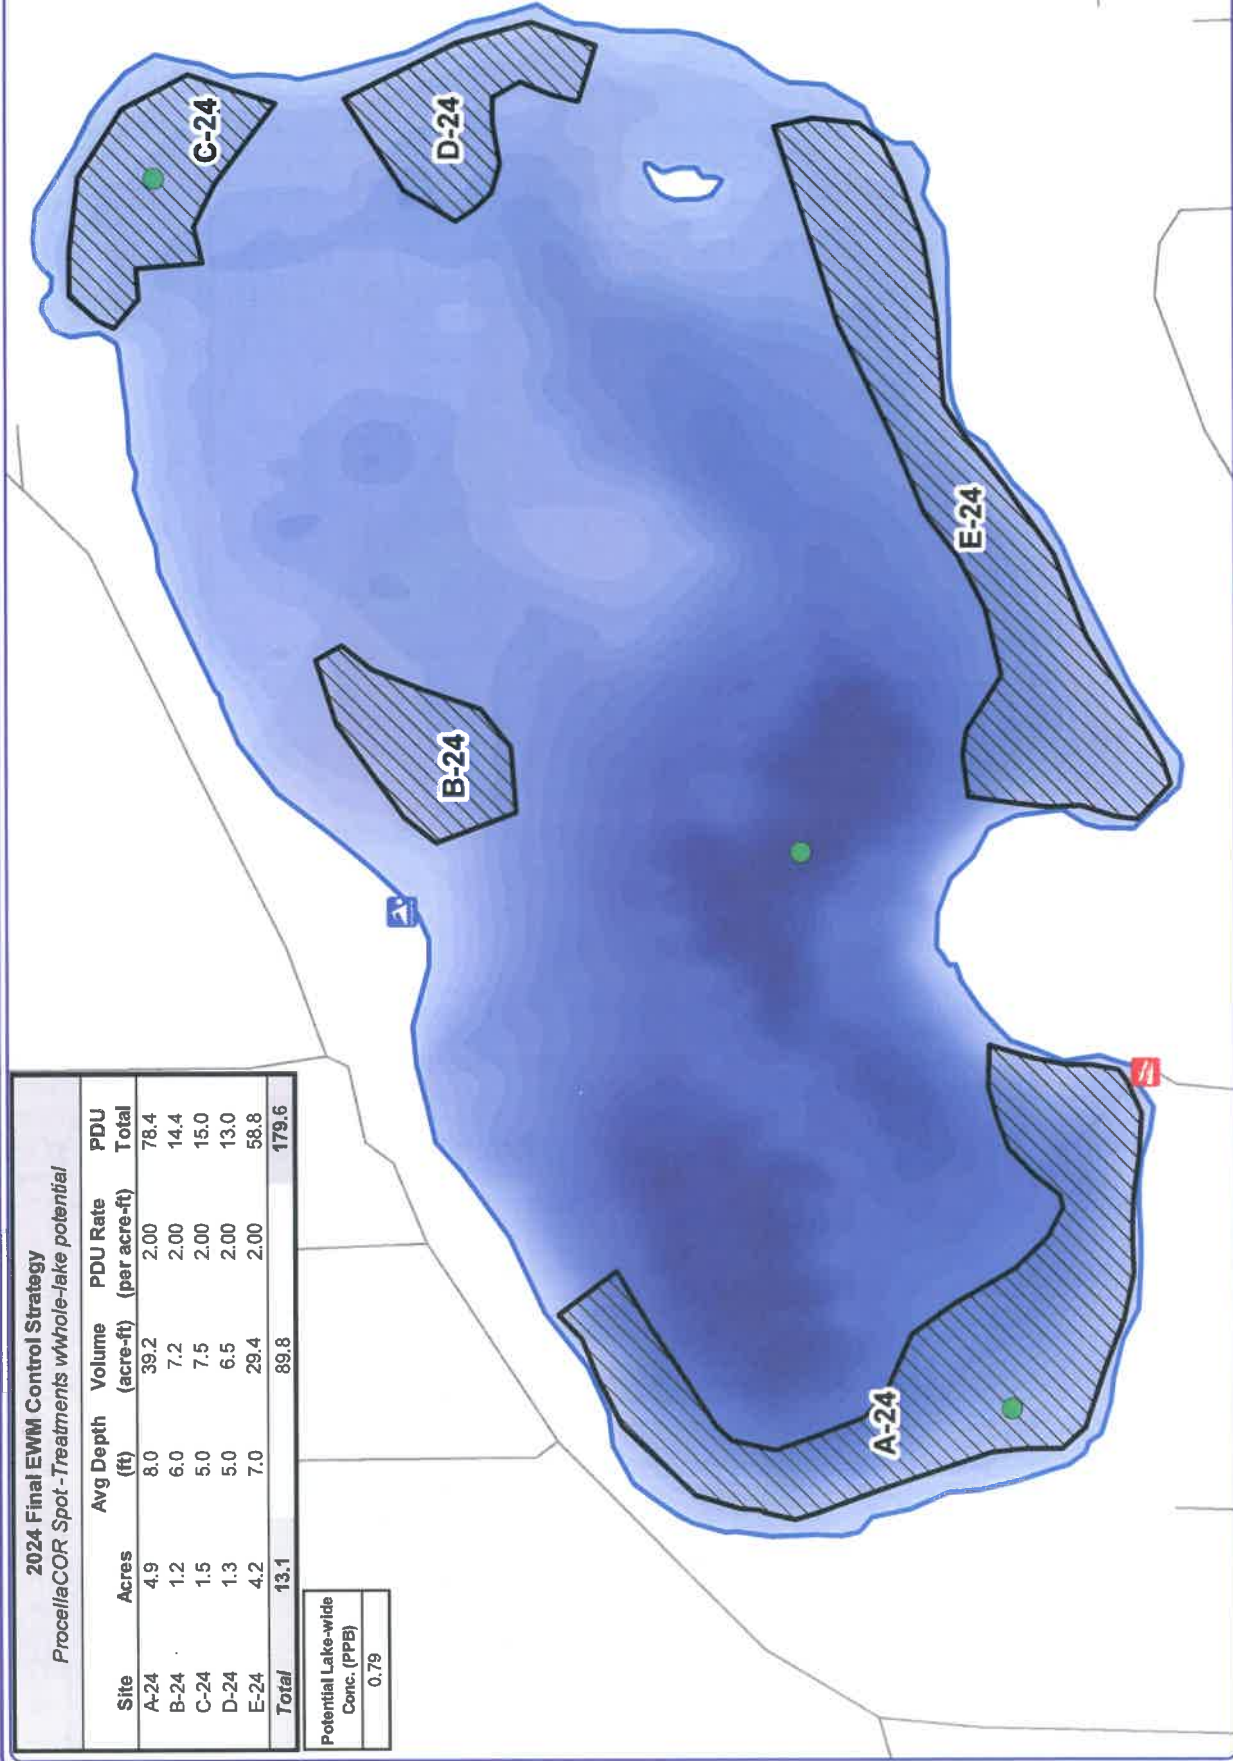 2024 Final EWM Control Strategy
ProcellaCOR Spot -Treatments w/whole-lake potential
Site Acres Avg Depth (ft) Volume (acre-ft) PDU Rate (per acre-ft) PDU Total
A-24 4.9 8.0 39.2 2.00 78.4
B-24 1.2 6.0 7.2 2.00 14.4
C-24 1.5 5.0 7.5 2.00 15.0
D-24 1.3 5.0 6.5 2.00 13.0
E-24 4.2 7.0 29.4 2.00 58.8
Total 13.1 89.8 179.6
Potential Lake-wide
Conc. (PPB)
0.79
A-24
B-24
C-24
D-24
E-24